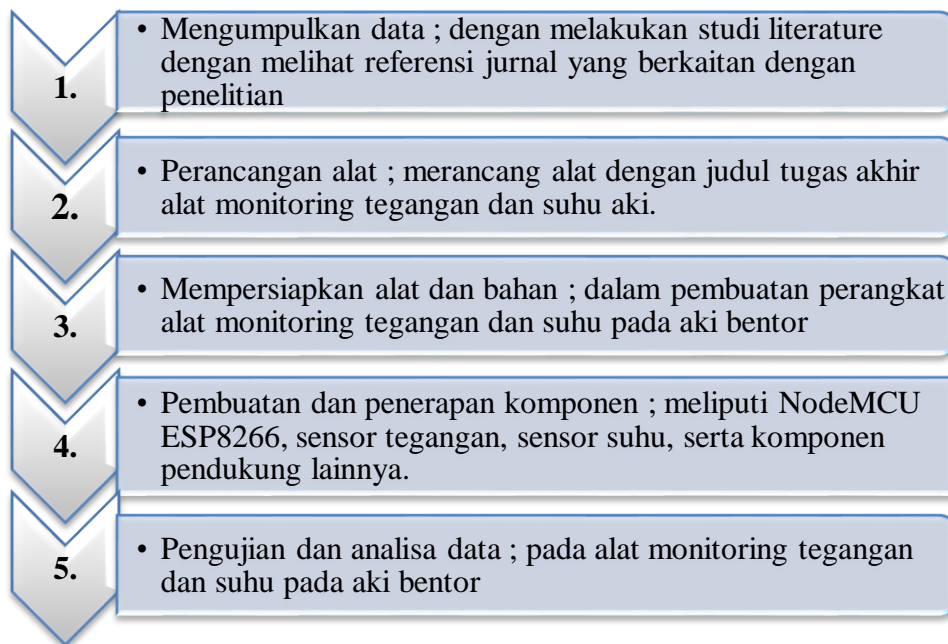 1.
• Mengumpulkan data ; dengan melakukan studi literature
dengan melihat referensi jurnal yang berkaitan dengan
penelitian
2.
• Perancangan alat ; merancang alat dengan judul tugas akhir
alat monitoring tegangan dan suhu aki.
3.
• Mempersiapkan alat dan bahan ; dalam pembuatan perangkat
alat monitoring tegangan dan suhu pada aki bentor
4.
• Pembuatan dan penerapan komponen ; meliputi NodeMCU
ESP8266, sensor tegangan, sensor suhu, serta komponen
pendukung lainnya.
5.
• Pengujian dan analisa data ; pada alat monitoring tegangan
dan suhu pada aki bentor